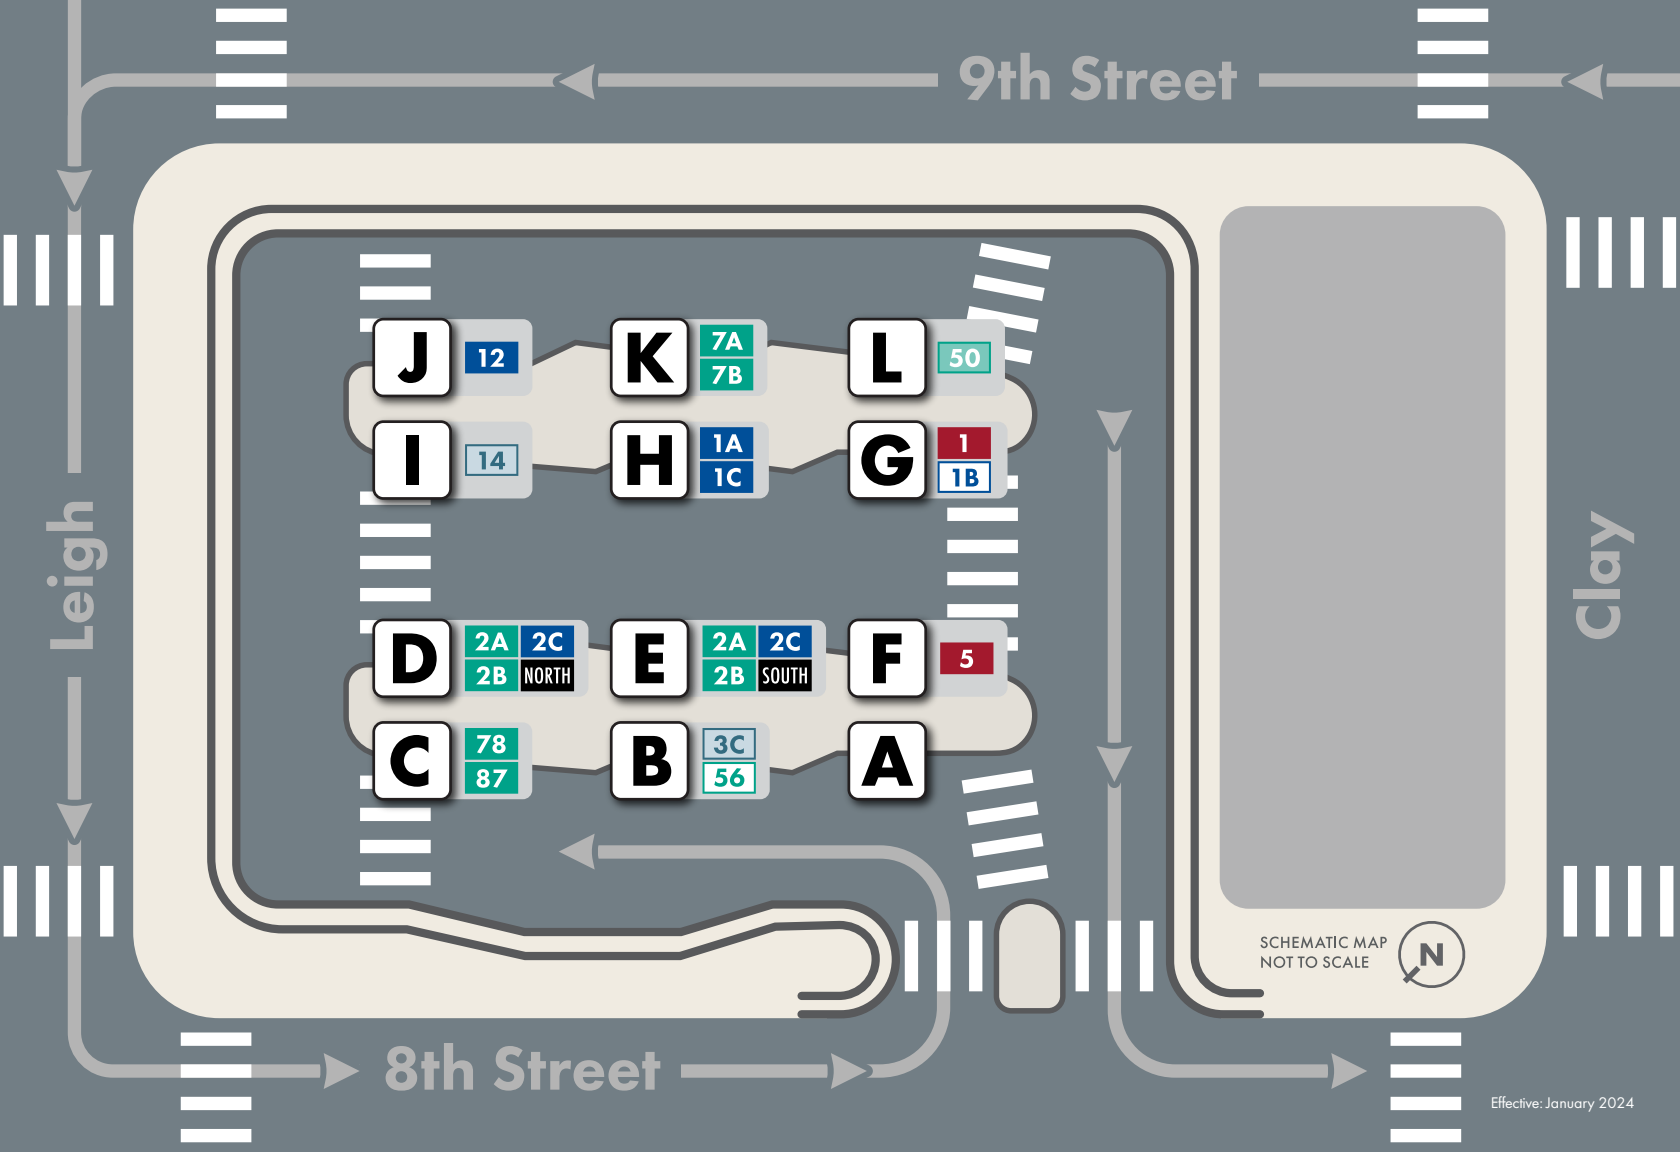 9th Street
J 12
K 7A
7B
L 50
I 14
H 1A
1C
G 1
1B
Leigh
Clay
D 2A 2C
2B NORTH
E 2A 2C
2B SOUTH
F 5
C 78
87
B 3C
56
A
SCHEMATIC MAP
NOT TO SCALE
N
8th Street
Effective: January 2024